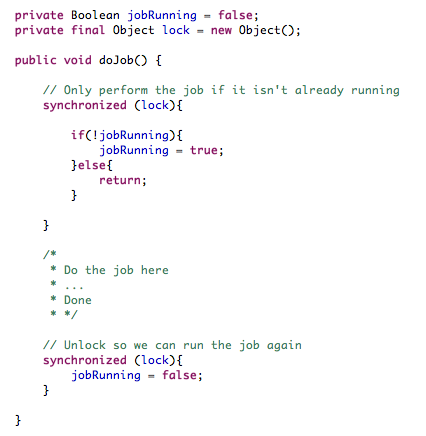 private Boolean jobRunning = false;
private final Object lock = new Object();
public void doJob() {
// Only perform the job if it isn't already running
synchronized (lock){
if(!jobRunning){
jobRunning = true;
}else{
return;
}
}
/*
* Do the job here
* ...
* Done
* */
// Unlock so we can run the job again
synchronized (lock){
jobRunning = false;
}
}